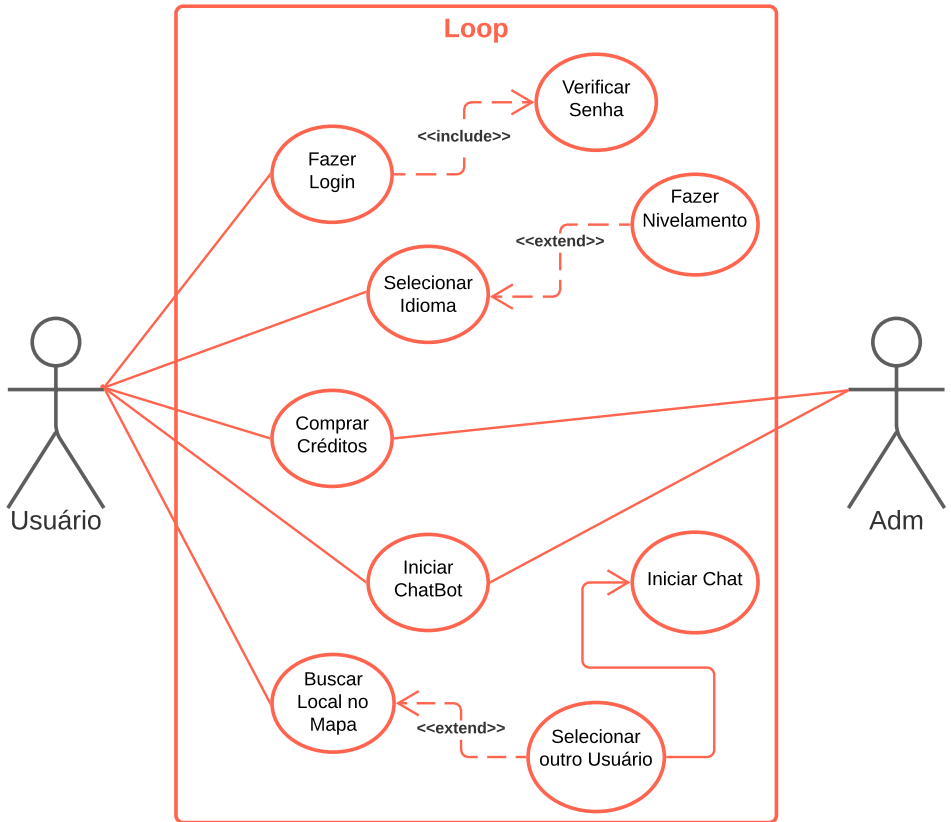 Loop
Verificar
Senha
<<include>>
Fazer
Login
Fazer
Nivelamento
<<extend>>
Selecionar
Idioma
Comprar
Créditos
Usuário
Adm
Iniciar
ChatBot
Iniciar Chat
Buscar
Local no
Mapa
<<extend>>
Selecionar
outro Usuário